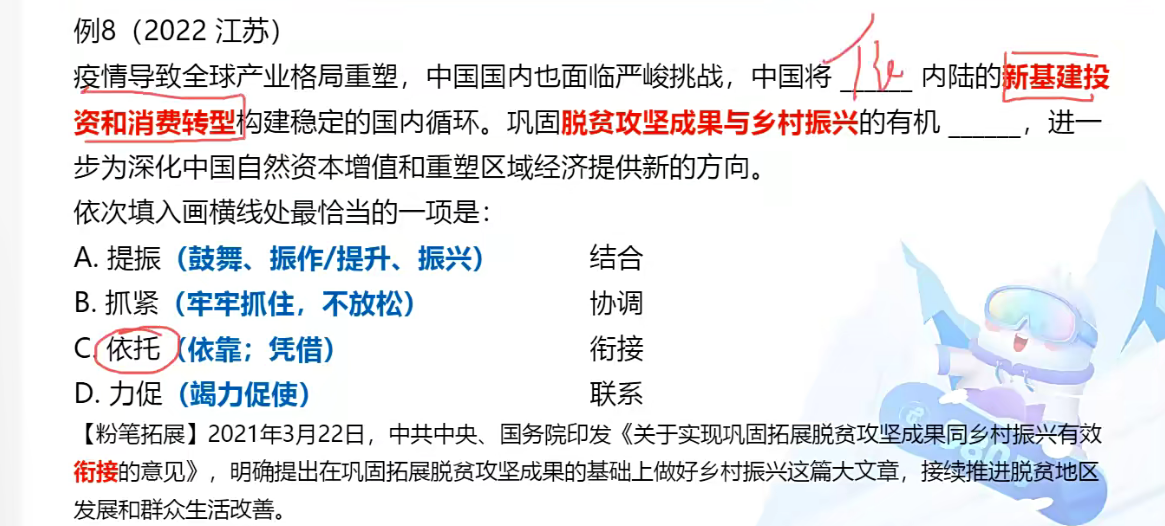 例8（2022 江苏）
疫情导致全球产业格局重塑，中国国内也面临严峻挑战，中国将 ______ 内陆的新基建投
资和消费转型构建稳定的国内循环。巩固脱贫攻坚成果与乡村振兴的有机 ______，进一
步为深化中国自然资本增值和重塑区域经济提供新的方向。
依次填入画横线处最恰当的一项是：
A. 提振（鼓舞、振作/提升、振兴） 结合
B. 抓紧（牢牢抓住，不放松） 协调
C. 依托（依靠；凭借） 衔接
D. 力促（竭力促使） 联系
【粉笔拓展】2021年3月22日，中共中央、国务院印发《关于实现巩固拓展脱贫攻坚成果同乡村振兴有效
衔接的意见》，明确提出在巩固拓展脱贫攻坚成果的基础上做好乡村振兴这篇大文章，接续推进脱贫地区
发展和群众生活改善。